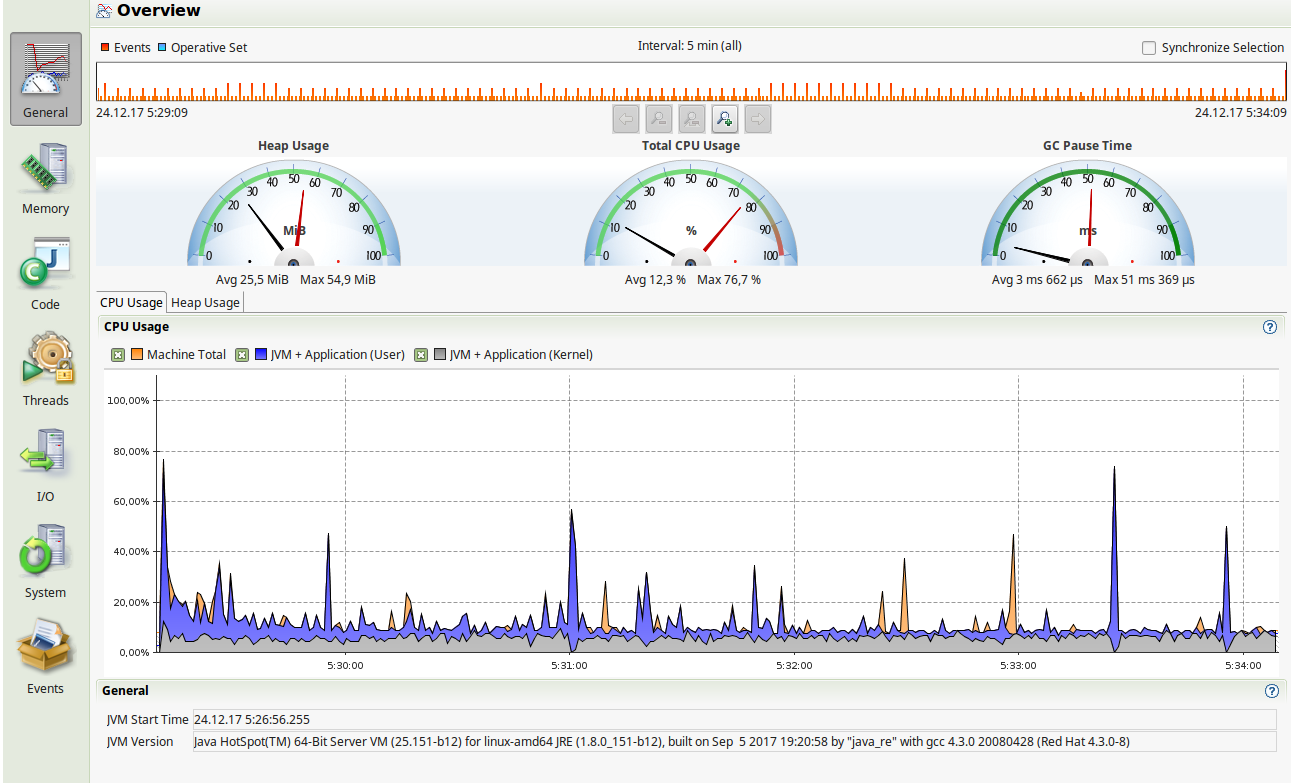 Overview
Events Operative Set Interval: 5 min (all) Synchronize Selection
24.12.17 5:29:09 24.12.17 5:34:09
General
Memory
Code
Threads
I/O
System
Events
Heap Usage
0 10 20 30 40 50 60 70 80 90 100
MiB
Avg 25,5 MiB Max 54,9 MiB
Total CPU Usage
0 10 20 30 40 50 60 70 80 90 100
%
Avg 12,3 % Max 76,7 %
GC Pause Time
0 10 20 30 40 50 60 70 80 90 100
ms
Avg 3 ms 662 µs Max 51 ms 369 µs
CPU Usage Heap Usage
CPU Usage
Machine Total JVM + Application (User) JVM + Application (Kernel)
100,00%
80,00%
60,00%
40,00%
20,00%
0,00%
5:30:00 5:31:00 5:32:00 5:33:00 5:34:00
General
JVM Start Time 24.12.17 5:26:56.255
JVM Version Java HotSpot(TM) 64-Bit Server VM (25.151-b12) for linux-amd64 JRE (1.8.0_151-b12), built on Sep  5 2017 19:20:58 by "java_re" with gcc 4.3.0 20080428 (Red Hat 4.3.0-8)